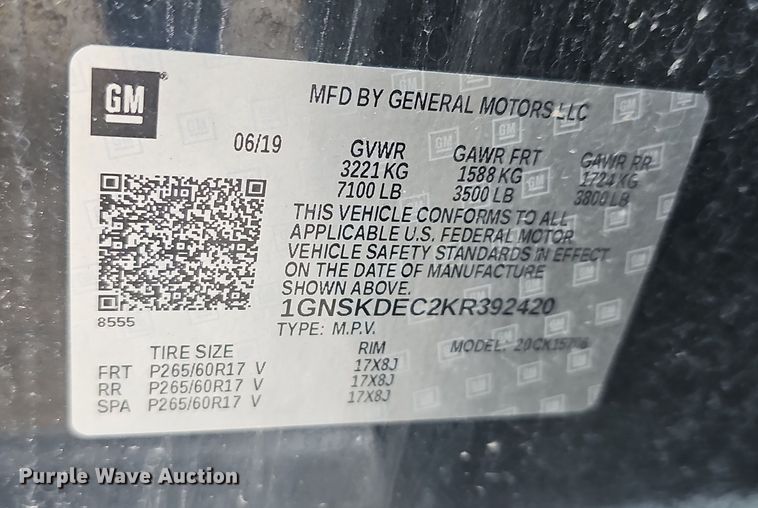 GM
MFD BY GENERAL MOTORS LLC
06/19
GVWR GAWR FRT GAWR RR
3221 KG 1588 KG 1724 KG
7100 LB 3500 LB 3800 LB
THIS VEHICLE CONFORMS TO ALL
APPLICABLE U.S. FEDERAL MOTOR
VEHICLE SAFETY STANDARDS IN EFFECT
ON THE DATE OF MANUFACTURE
SHOWN ABOVE.
8555
1GNSKDEC2KR392420
TYPE: M.P.V. MODEL:
TIRE SIZE RIM
FRT P265/60R17 V 17X8J
RR P265/60R17 V 17X8J
SPA P265/60R17 V 17X8J
Purple Wave Auction